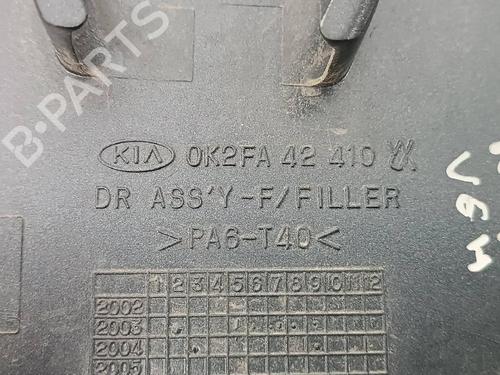 B-PARTS
KIA 0K2FA 42 410
DR ASS'Y-F/FILLER
>PA6-T40<
1 2 3 4 5 6 7 8 9 10 11 12
2002
2003
2004
2005